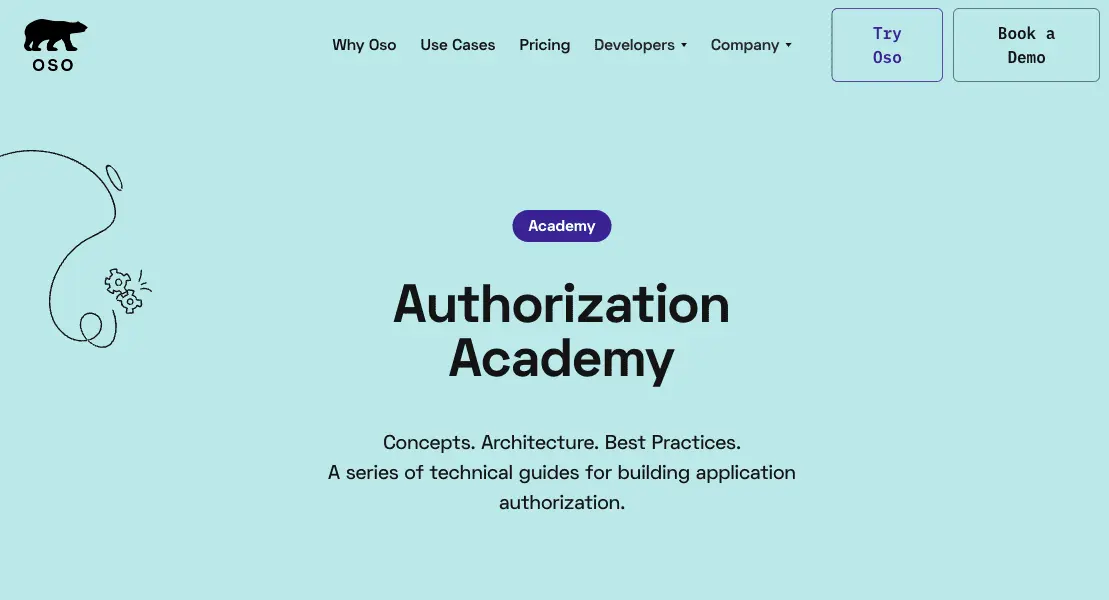 OSO
Why Oso Use Cases Pricing Developers Company
Try
Oso
Book a
Demo
Academy
Authorization
Academy
Concepts. Architecture. Best Practices.
A series of technical guides for building application
authorization.